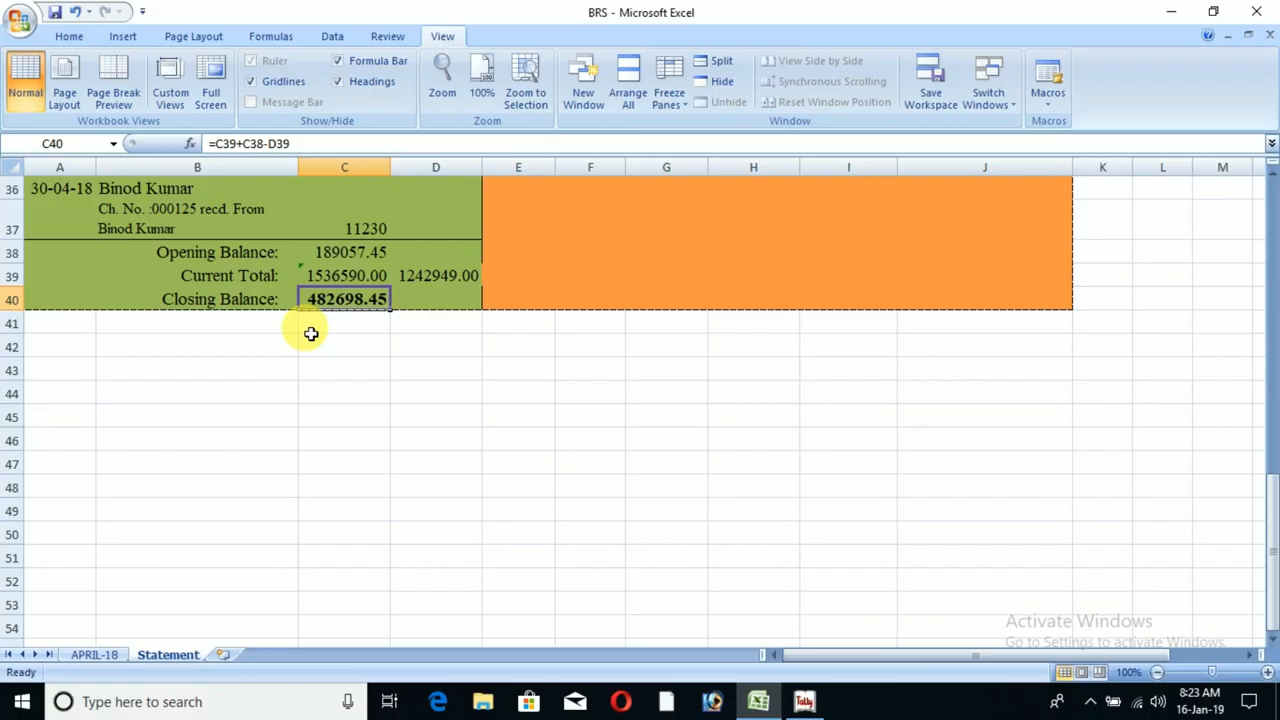 BRS - Microsoft Excel
Home Insert Page Layout Formulas Data Review View
Ruler Formula Bar
Gridlines Headings
Message Bar
Normal Page Layout Page Break Preview Custom Views Full Screen
Zoom 100% Zoom to Selection
New Window Arrange All Freeze Panes
Split View Side by Side
Hide Synchronous Scrolling
Unhide Reset Window Position
Save Workspace Switch Windows Macros
Workbook Views Show/Hide Zoom Window Macros
C40 fx =C39+C38-D39
A B C D E F G H I J K L M
36 30-04-18 Binod Kumar
Ch. No. :000125 recd. From
37 Binod Kumar 11230
38 Opening Balance: 189057.45
39 Current Total: 1536590.00 1242949.00
40 Closing Balance: 482698.45
41
42
43
44
45
46
47
48
49
50
51
52
53
54
Activate Windows
Go to Settings to activate Windows.
APRIL-18 Statement
Ready 100%
Type here to search
Tally
8:23 AM
16-Jan-19